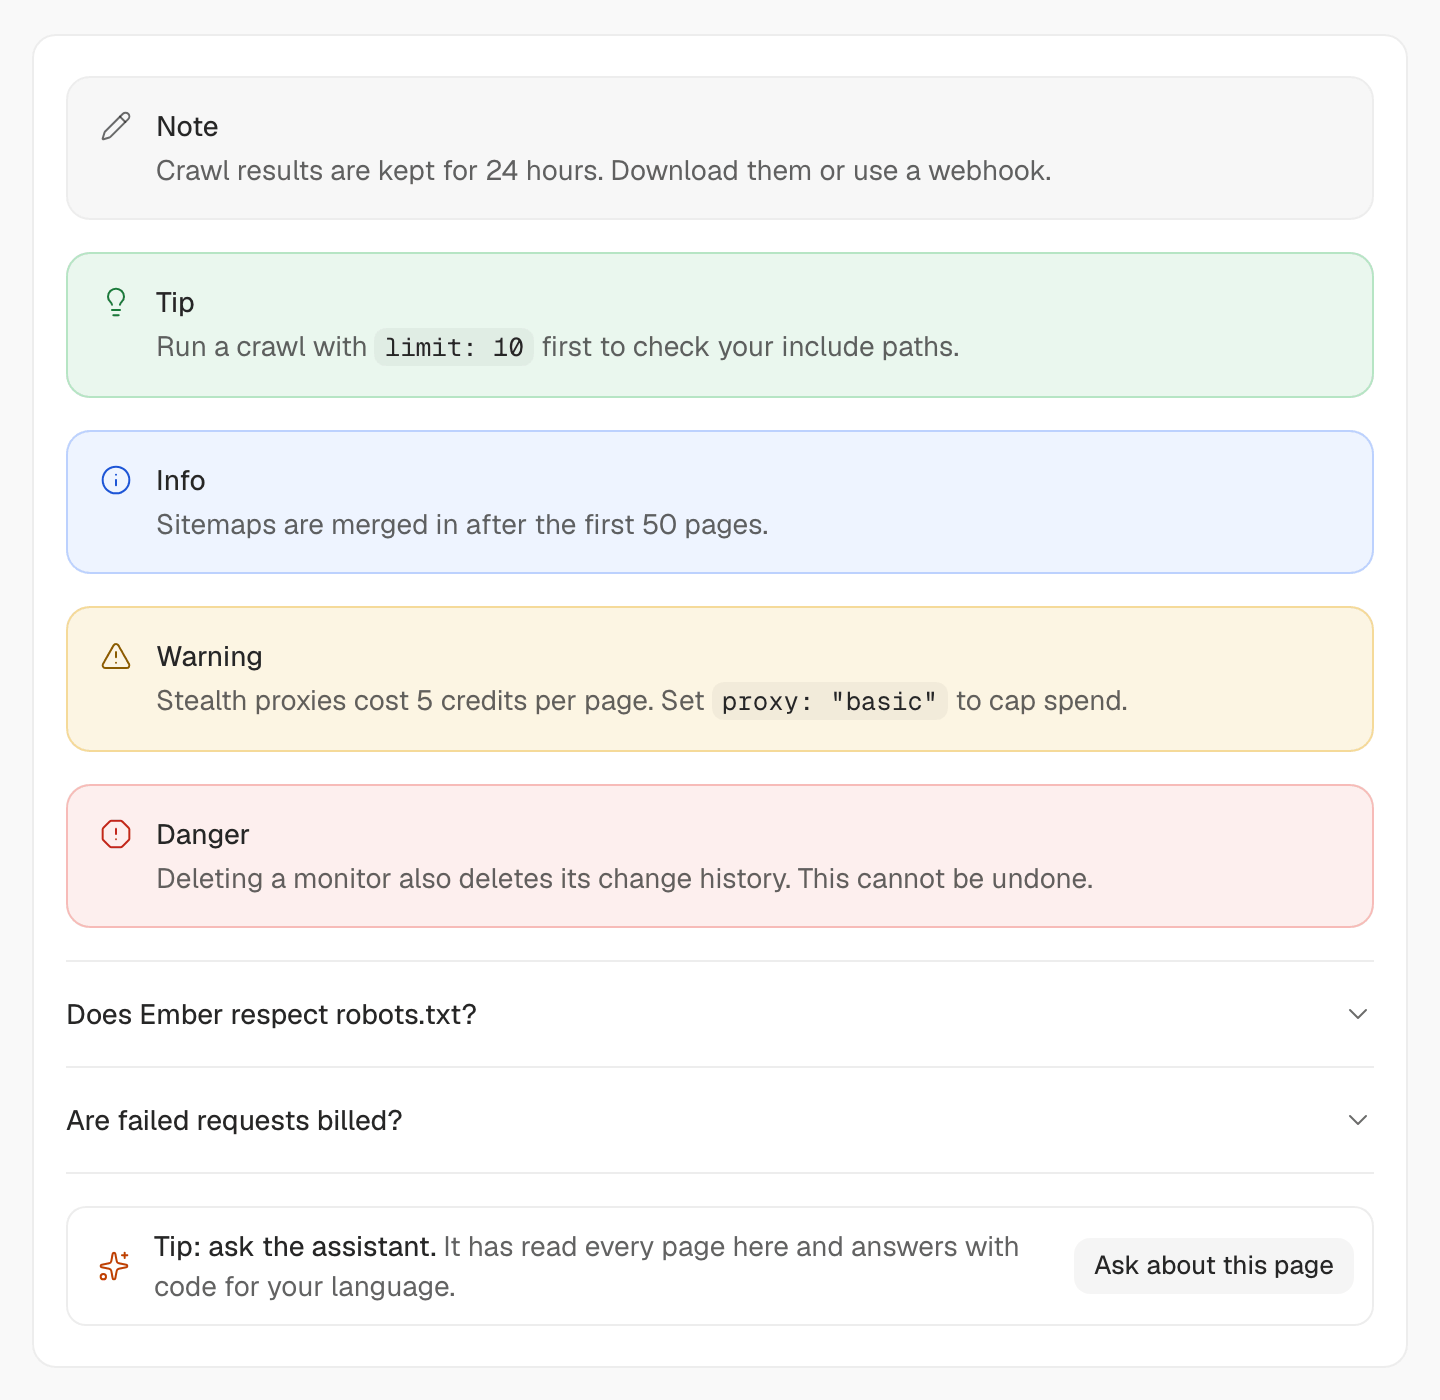 Note
Crawl results are kept for 24 hours. Download them or use a webhook.
Tip
Run a crawl with limit: 10 first to check your include paths.
Info
Sitemaps are merged in after the first 50 pages.
Warning
Stealth proxies cost 5 credits per page. Set proxy: "basic" to cap spend.
Danger
Deleting a monitor also deletes its change history. This cannot be undone.
Does Ember respect robots.txt?
Are failed requests billed?
Tip: ask the assistant. It has read every page here and answers with
code for your language.
Ask about this page